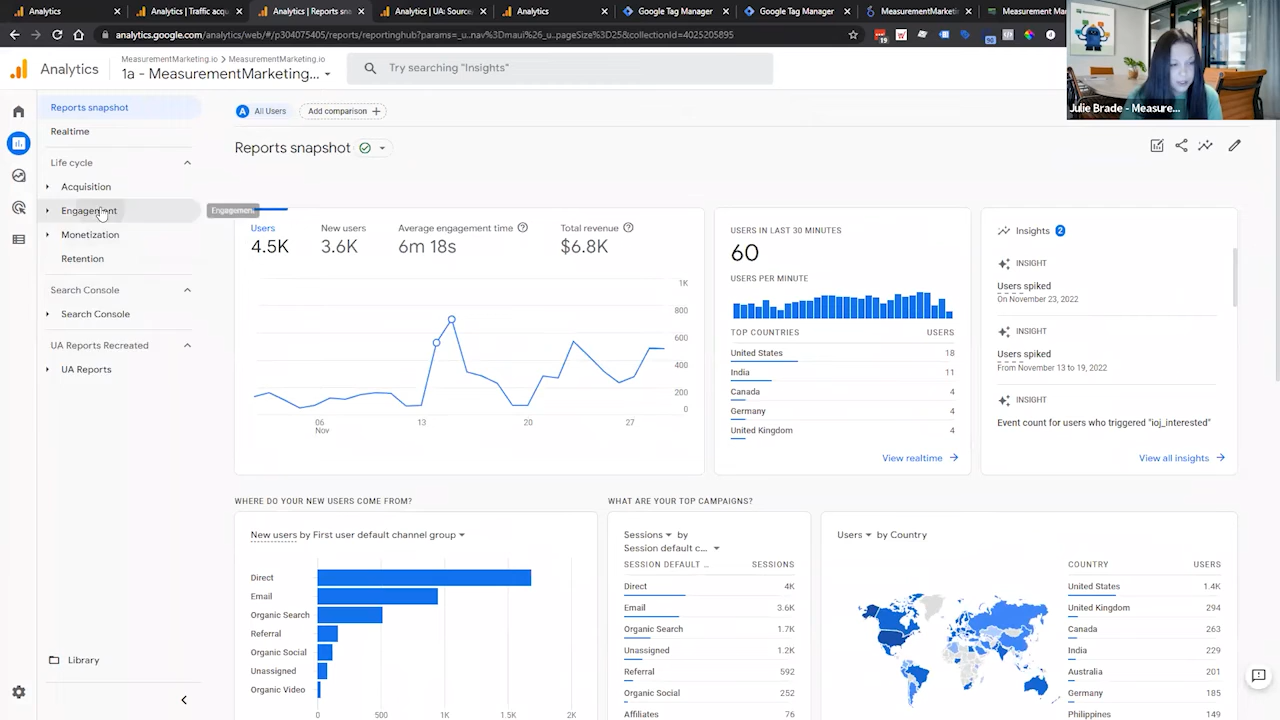 Analytics
Analytics | Traffic acqu
Analytics | Reports sna
Analytics | UA: Source
Analytics
Google Tag Manager
Google Tag Manager
MeasurementMarketin
Measurement Mar
analytics.google.com/analytics/web/#/p304075405/reports/reportinghub?params=_u..nav%3Dmaui%26_u.pageSize%3D25&collectionId=4025205895
Analytics
MeasurementMarketing.io > MeasurementMarketing.io
1a - MeasurementMarketing....
Try searching "Insights"
Julie Brade - Measure...
Reports snapshot
Realtime
Life cycle
Acquisition
Engagement
Monetization
Retention
Search Console
Search Console
UA Reports Recreated
UA Reports
Library
Engagement
A All Users
Add comparison +
Reports snapshot
Users
4.5K
New users
3.6K
Average engagement time
6m 18s
Total revenue
$6.8K
1K
800
600
400
200
0
06
Nov
13
20
27
USERS IN LAST 30 MINUTES
60
USERS PER MINUTE
TOP COUNTRIES USERS
United States 18
India 11
Canada 4
Germany 4
United Kingdom 4
View realtime
Insights 2
INSIGHT
Users spiked
On November 23, 2022
INSIGHT
Users spiked
From November 13 to 19, 2022
INSIGHT
Event count for users who triggered "ioj_interested"
View all insights
WHERE DO YOUR NEW USERS COME FROM?
New users by First user default channel group
Direct
Email
Organic Search
Referral
Organic Social
Unassigned
Organic Video
0 500 1K 1.5K 2K
WHAT ARE YOUR TOP CAMPAIGNS?
Sessions by
Session default c...
SESSION DEFAULT ... SESSIONS
Direct 4K
Email 3.6K
Organic Search 1.7K
Unassigned 1.2K
Referral 592
Organic Social 252
Affiliates 76
Users by Country
COUNTRY USERS
United States 1.4K
United Kingdom 294
Canada 263
India 229
Australia 201
Germany 185
Philippines 149